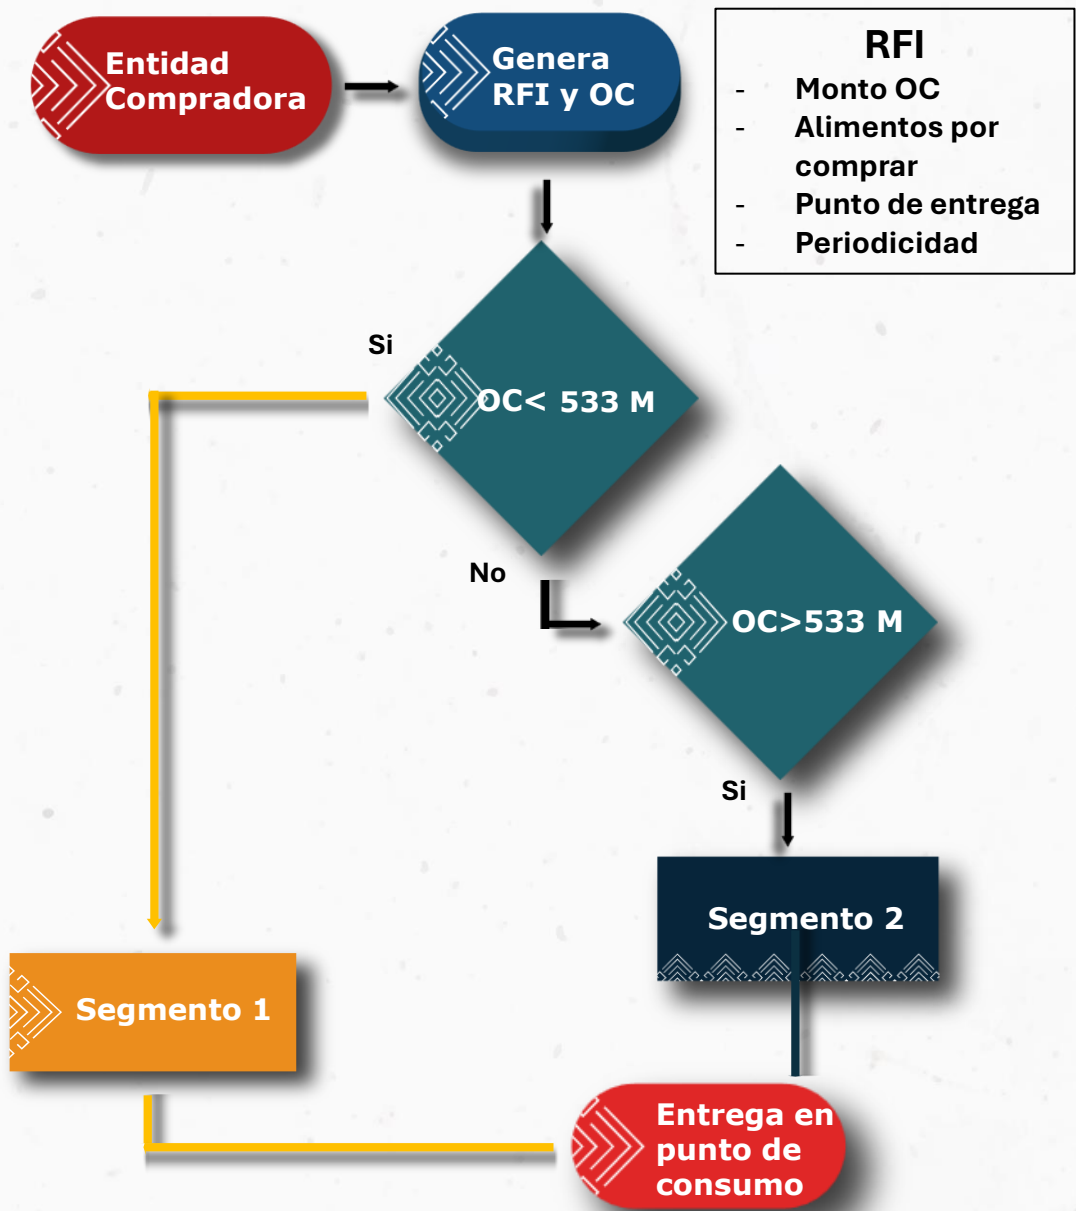 Entidad
Compradora
Genera
RFI y OC
RFI
- Monto OC
- Alimentos por
comprar
- Punto de entrega
- Periodicidad
Si
OC< 533 M
No
OC>533 M
Si
Segmento 2
Segmento 1
Entrega en
punto de
consumo